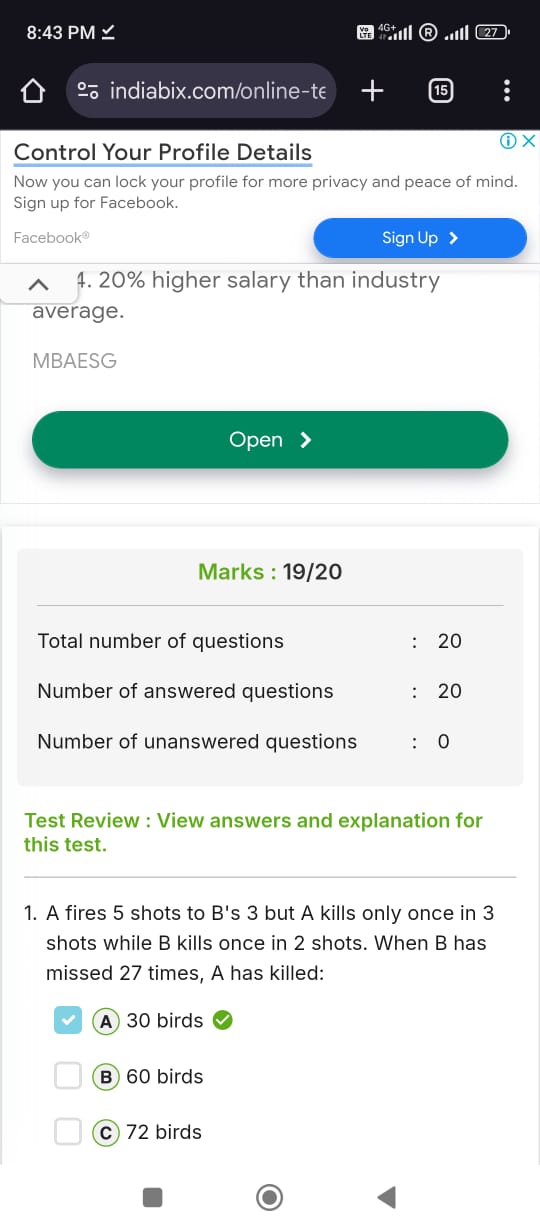 8:43 PM
Vo LTE 4G+ R 27
indiabix.com/online-te
15
Control Your Profile Details
Now you can lock your profile for more privacy and peace of mind.
Sign up for Facebook.
Facebook®
Sign Up
4. 20% higher salary than industry
average.
MBAESG
Open
Marks : 19/20
Total number of questions : 20
Number of answered questions : 20
Number of unanswered questions : 0
Test Review : View answers and explanation for
this test.
1. A fires 5 shots to B's 3 but A kills only once in 3
shots while B kills once in 2 shots. When B has
missed 27 times, A has killed:
A 30 birds
B 60 birds
C 72 birds